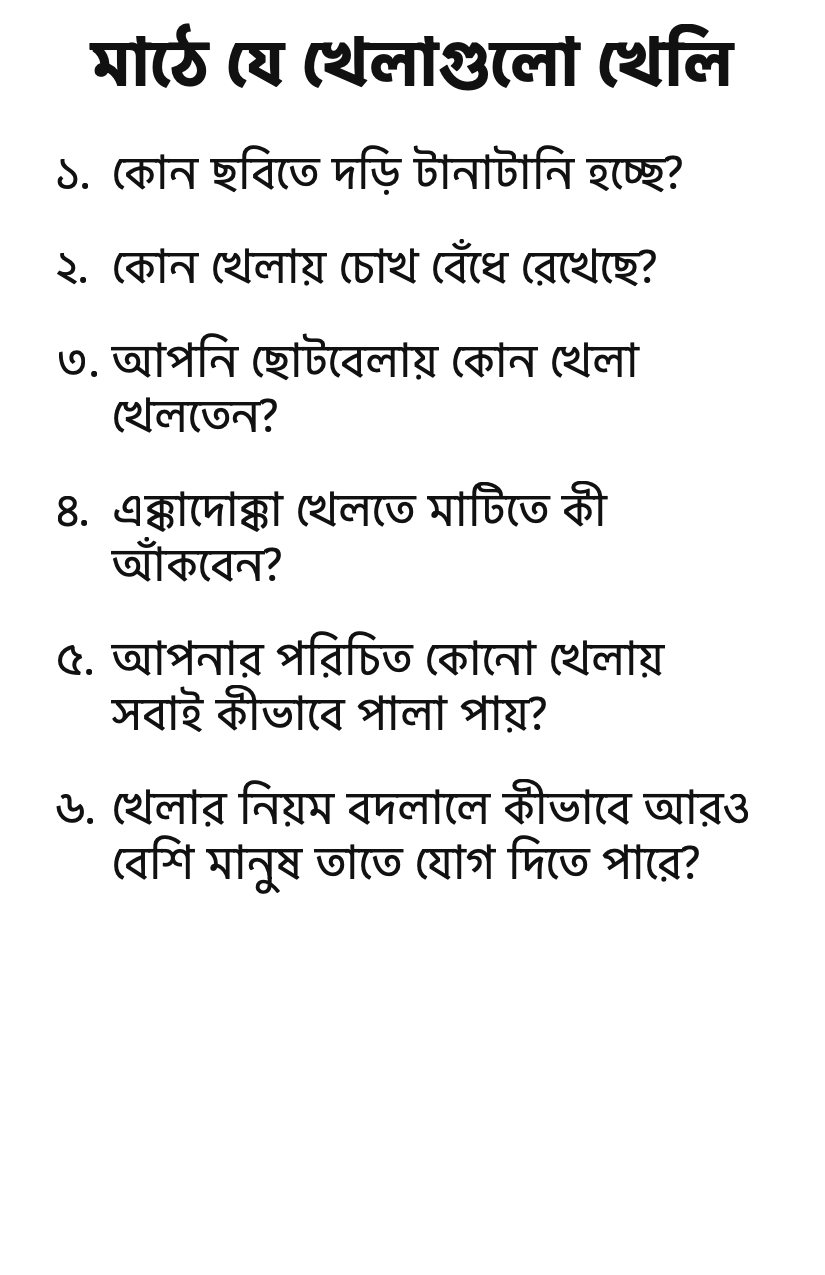 মাঠে যে খেলাগুলো খেলি
১. কোন ছবিতে দড়ি টানাটানি হচ্ছে?
২. কোন খেলায় চোখ বেঁধে রেখেছে?
৩. আপনি ছোটবেলায় কোন খেলা
খেলতেন?
৪. এক্কাদোক্কা খেলতে মাটিতে কী
আঁকবেন?
৫. আপনার পরিচিত কোনো খেলায়
সবাই কীভাবে পালা পায়?
৬. খেলার নিয়ম বদলালে কীভাবে আরও
বেশি মানুষ তাতে যোগ দিতে পারে?